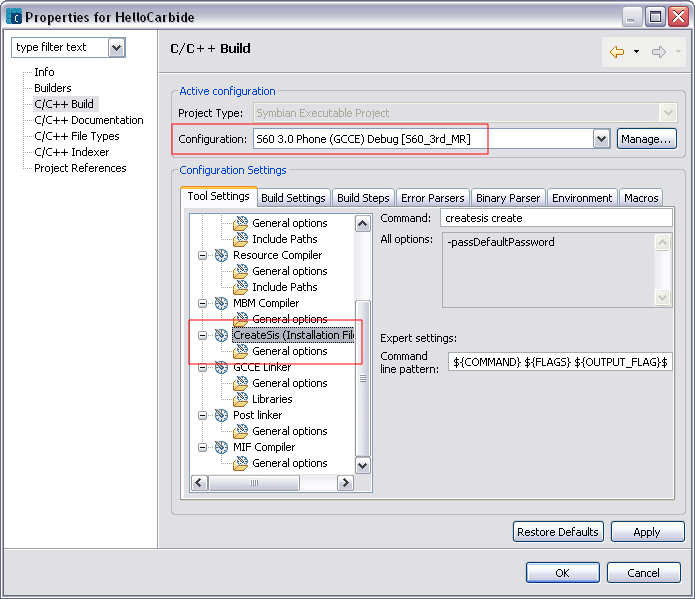 Properties for HelloCarbide
type filter text
Info
Builders
C/C++ Build
C/C++ Documentation
C/C++ File Types
C/C++ Indexer
Project References
C/C++ Build
Active configuration
Project Type: Symbian Executable Project
Configuration: S60 3.0 Phone (GCCE) Debug [S60_3rd_MR] Manage...
Configuration Settings
Tool Settings Build Settings Build Steps Error Parsers Binary Parser Environment Macros
General options
Include Paths
Resource Compiler
General options
Include Paths
MBM Compiler
General options
CreateSis (Installation File
General options
GCCE Linker
General options
Libraries
Post linker
General options
MIF Compiler
General options
Command: createsis create
All options: -passDefaultPassword
Expert settings:
Command
line pattern: ${COMMAND} ${FLAGS} ${OUTPUT_FLAG}$
Restore Defaults Apply
OK Cancel